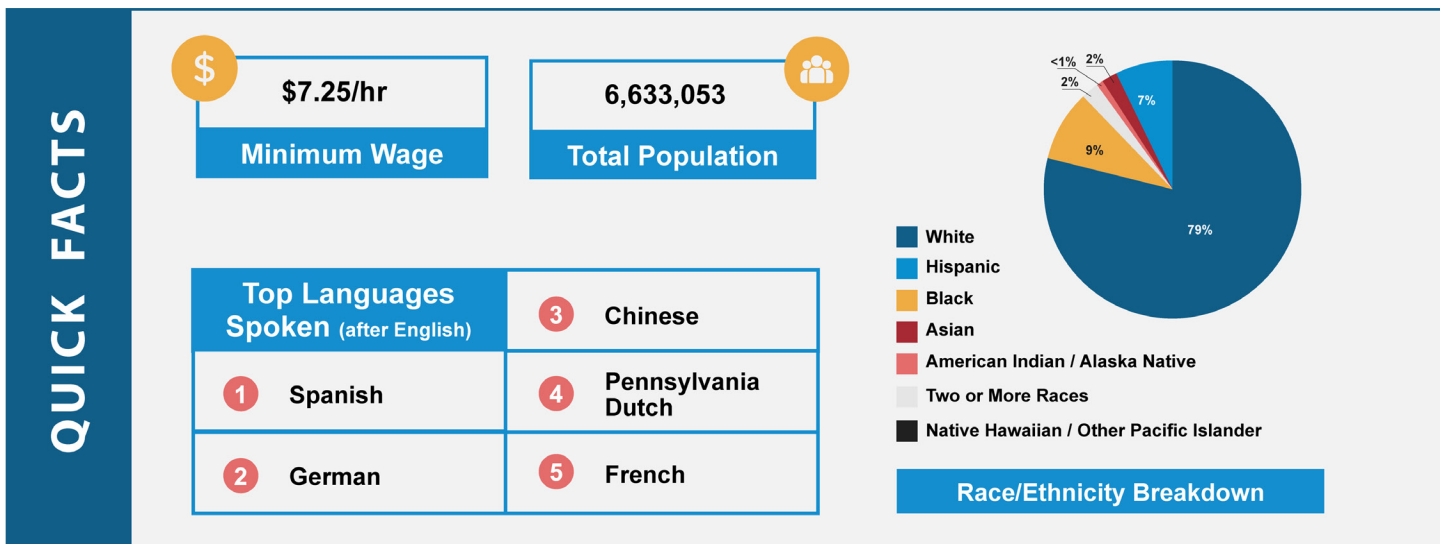 QUICK FACTS
$
$7.25/hr
Minimum Wage
6,633,053
Total Population
Top Languages
Spoken (after English)
1 Spanish
2 German
3 Chinese
4 Pennsylvania
Dutch
5 French
<1%
2%
2%
7%
9%
79%
White
Hispanic
Black
Asian
American Indian / Alaska Native
Two or More Races
Native Hawaiian / Other Pacific Islander
Race/Ethnicity Breakdown